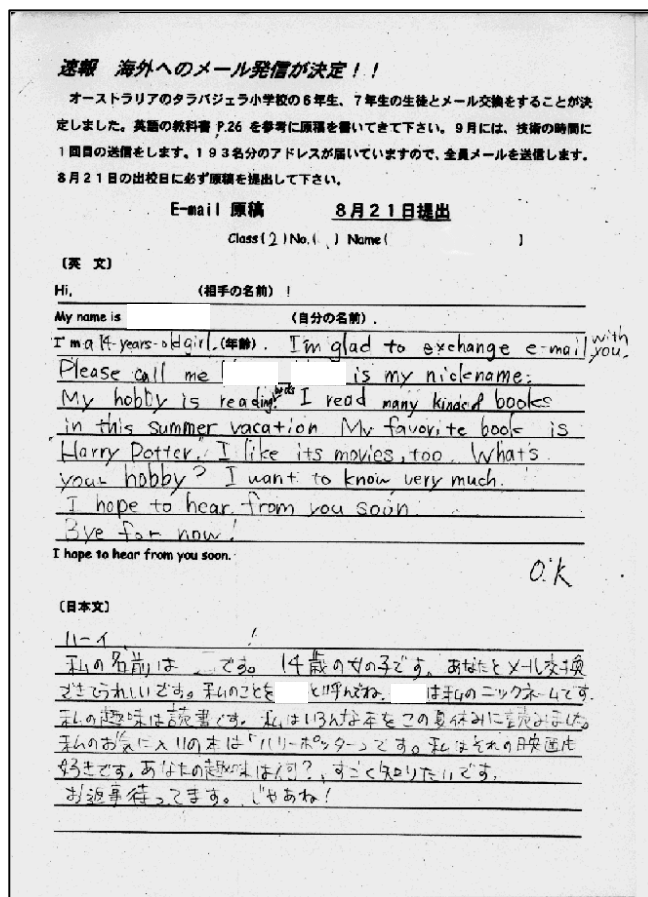 速報 海外へのメール発信が決定！！
オーストラリアのタラバジェラ小学校の６年生、７年生の生徒とメール交換をすることが決
定しました。英語の教科書 P.26 を参考に原稿を書いてきて下さい。９月には、技術の時間に
１回目の送信をします。１９３名分のアドレスが届いていますので、全員メールを送信します。
８月２１日の出校日に必ず原稿を提出して下さい。
E-mail 原稿 ８月２１日提出
Class(2)No.( ) Name( )
〔英 文〕
Hi, (相手の名前) !
My name is (自分の名前).
I'm a 14-years-old girl.(年齢). I'm glad to exchange e-mail with you.
Please call me is my nickname.
My hobby is reading. I read many kind of books
in this summer vacation My favorite book is
Harry Potter. I like its movies, too. What's
your hobby? I want to know very much.
I hope to hear from you soon
Bye for now!
I hope to hear from you soon.
O.K
〔日本文〕
ハーイ !
私の名前は です。14歳の女の子です。あなたとメール交換
できてうれしいです。私のことを と呼んでね。 は私のニックネームです.
私の趣味は読書です。私はいろんな本をこの夏休みに読みました。
私のお気に入りの本は「ハリーポッター」です。私はそれの映画も
好きです。あなたの趣味は何?、すごく知りたいです.
お返事待ってます。じゃあね!